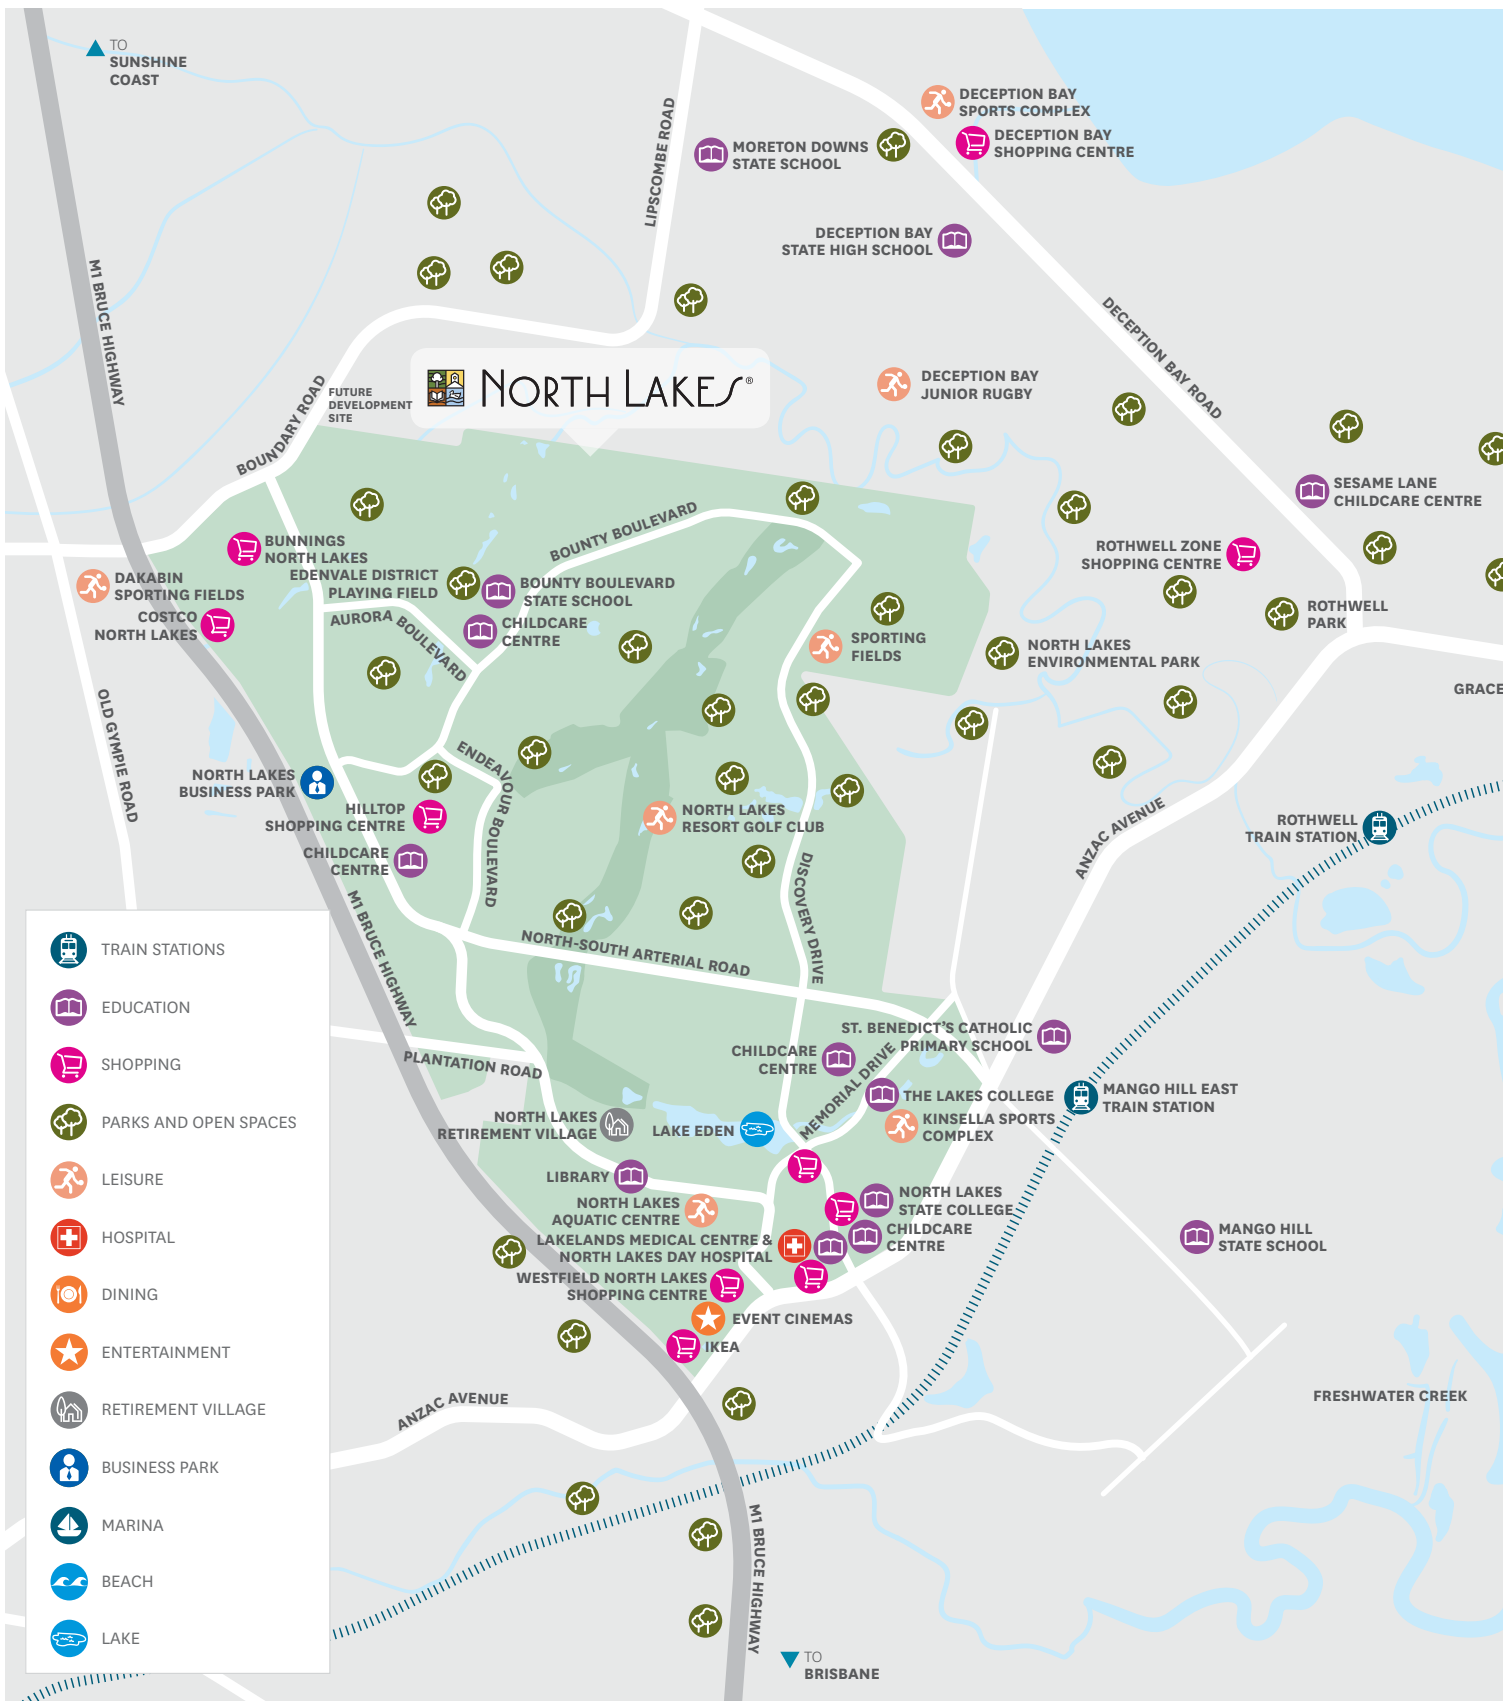 TO
SUNSHINE
COAST
DECEPTION BAY
SPORTS COMPLEX
DECEPTION BAY
SHOPPING CENTRE
MORETON DOWNS
STATE SCHOOL
LIPSCOMBE ROAD
DECEPTION BAY
STATE HIGH SCHOOL
M1 BRUCE HIGHWAY
DECEPTION BAY ROAD
NORTH LAKES®
FUTURE
DEVELOPMENT
SITE
BOUNDARY ROAD
DECEPTION BAY
JUNIOR RUGBY
SESAME LANE
CHILDCARE CENTRE
BOUNTY BOULEVARD
BUNNINGS
NORTH LAKES
ROTHWELL ZONE
SHOPPING CENTRE
EDENVALE DISTRICT
PLAYING FIELD
DAKABIN
SPORTING FIELDS
BOUNTY BOULEVARD
STATE SCHOOL
COSTCO
NORTH LAKES
AURORA BOULEVARD
CHILDCARE
CENTRE
ROTHWELL
PARK
SPORTING
FIELDS
NORTH LAKES
ENVIRONMENTAL PARK
GRACE
OLD GYMPIE ROAD
ENDEAVOUR BOULEVARD
NORTH LAKES
BUSINESS PARK
HILLTOP
SHOPPING CENTRE
NORTH LAKES
RESORT GOLF CLUB
ANZAC AVENUE
ROTHWELL
TRAIN STATION
CHILDCARE
CENTRE
DISCOVERY DRIVE
M1 BRUCE HIGHWAY
NORTH-SOUTH ARTERIAL ROAD
ST. BENEDICT'S CATHOLIC
PRIMARY SCHOOL
CHILDCARE
CENTRE
MEMORIAL DRIVE
PLANTATION ROAD
THE LAKES COLLEGE
MANGO HILL EAST
TRAIN STATION
NORTH LAKES
RETIREMENT VILLAGE
LAKE EDEN
KINSELLA SPORTS
COMPLEX
LIBRARY
NORTH LAKES
STATE COLLEGE
NORTH LAKES
AQUATIC CENTRE
CHILDCARE
CENTRE
LAKELANDS MEDICAL CENTRE &
NORTH LAKES DAY HOSPITAL
MANGO HILL
STATE SCHOOL
WESTFIELD NORTH LAKES
SHOPPING CENTRE
EVENT CINEMAS
IKEA
ANZAC AVENUE
FRESHWATER CREEK
M1 BRUCE HIGHWAY
TO
BRISBANE
TRAIN STATIONS
EDUCATION
SHOPPING
PARKS AND OPEN SPACES
LEISURE
HOSPITAL
DINING
ENTERTAINMENT
RETIREMENT VILLAGE
BUSINESS PARK
MARINA
BEACH
LAKE